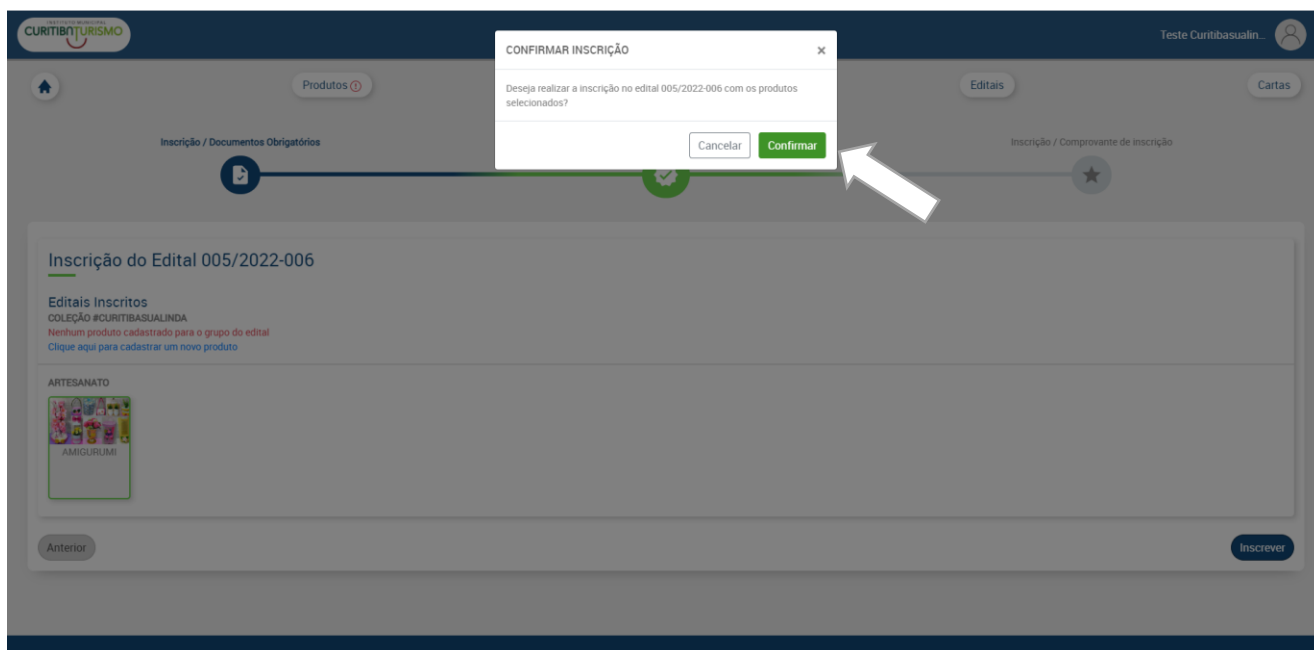 INSTITUTO MUNICIPAL
CURITIBA TURISMO
Teste Curitibasualin...
CONFIRMAR INSCRIÇÃO
×
Deseja realizar a inscrição no edital 005/2022-006 com os produtos
selecionados?
Cancelar
Confirmar
Produtos
Editais
Cartas
Inscrição / Documentos Obrigatórios
Inscrição / Comprovante de inscrição
Inscrição do Edital 005/2022-006
Editais Inscritos
COLEÇÃO #CURITIBASUALINDA
Nenhum produto cadastrado para o grupo do edital
Clique aqui para cadastrar um novo produto
ARTESANATO
AMIGURUMI
Anterior
Inscrever